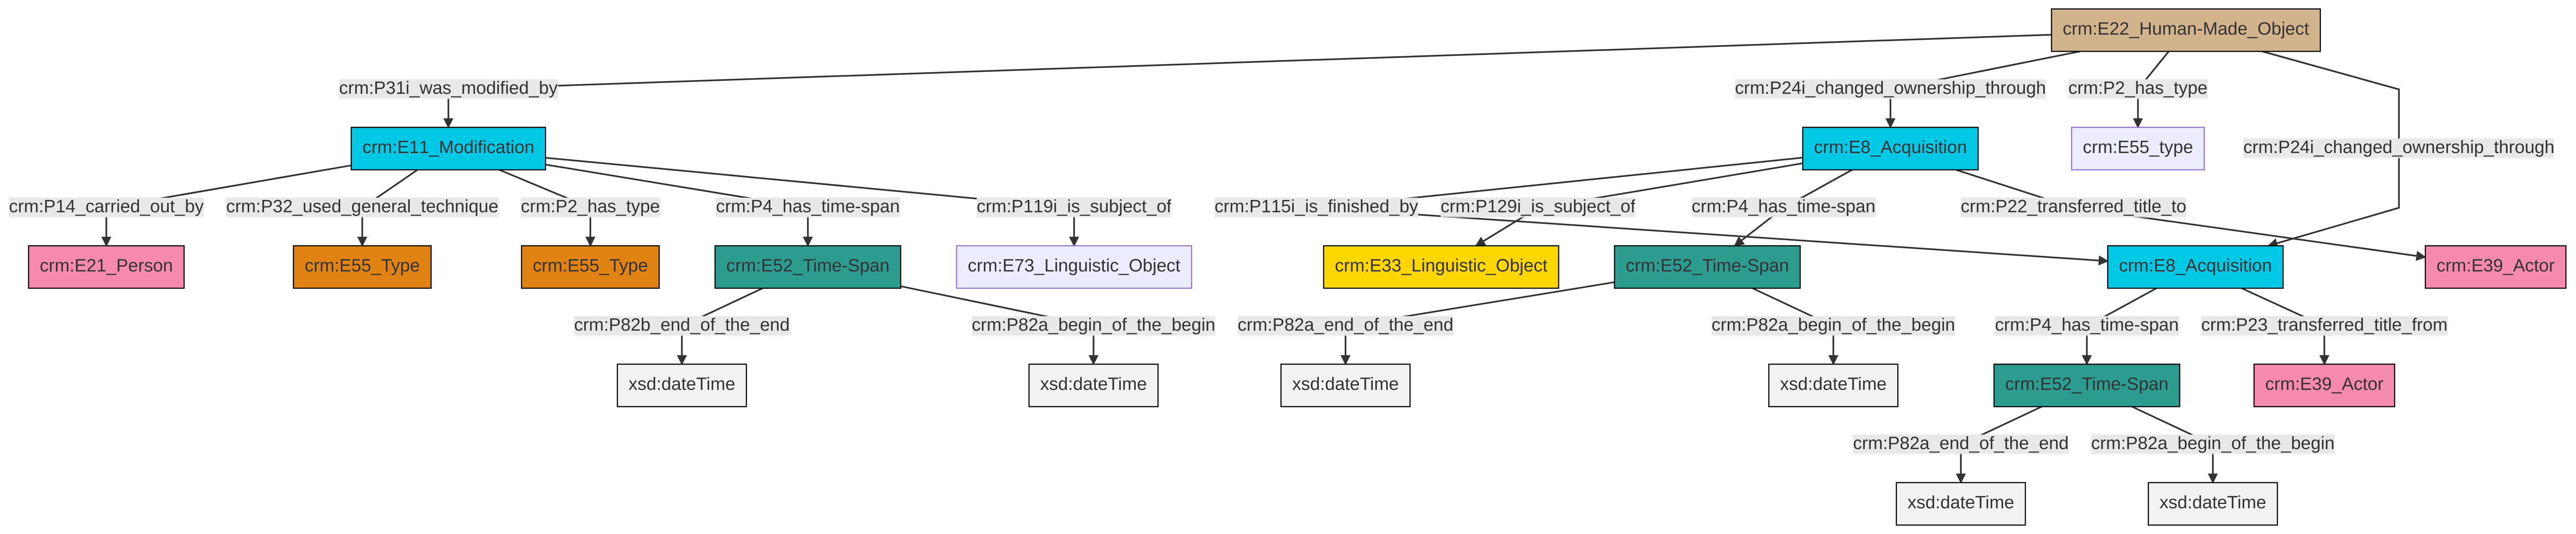 crm:E22_Human-Made_Object
crm:P31i_was_modified_by
crm:P24i_changed_ownership_through
crm:P2_has_type
crm:P24i_changed_ownership_through
crm:E11_Modification
crm:E8_Acquisition
crm:E55_type
crm:P14_carried_out_by
crm:P32_used_general_technique
crm:P2_has_type
crm:P4_has_time-span
crm:P119i_is_subject_of
crm:P115i_is_finished_by
crm:P129i_is_subject_of
crm:P4_has_time-span
crm:P22_transferred_title_to
crm:E21_Person
crm:E55_Type
crm:E55_Type
crm:E52_Time-Span
crm:E73_Linguistic_Object
crm:E33_Linguistic_Object
crm:E52_Time-Span
crm:E8_Acquisition
crm:E39_Actor
crm:P82b_end_of_the_end
crm:P82a_begin_of_the_begin
crm:P82a_end_of_the_end
crm:P82a_begin_of_the_begin
crm:P4_has_time-span
crm:P23_transferred_title_from
xsd:dateTime
xsd:dateTime
xsd:dateTime
xsd:dateTime
crm:E52_Time-Span
crm:E39_Actor
crm:P82a_end_of_the_end
crm:P82a_begin_of_the_begin
xsd:dateTime
xsd:dateTime